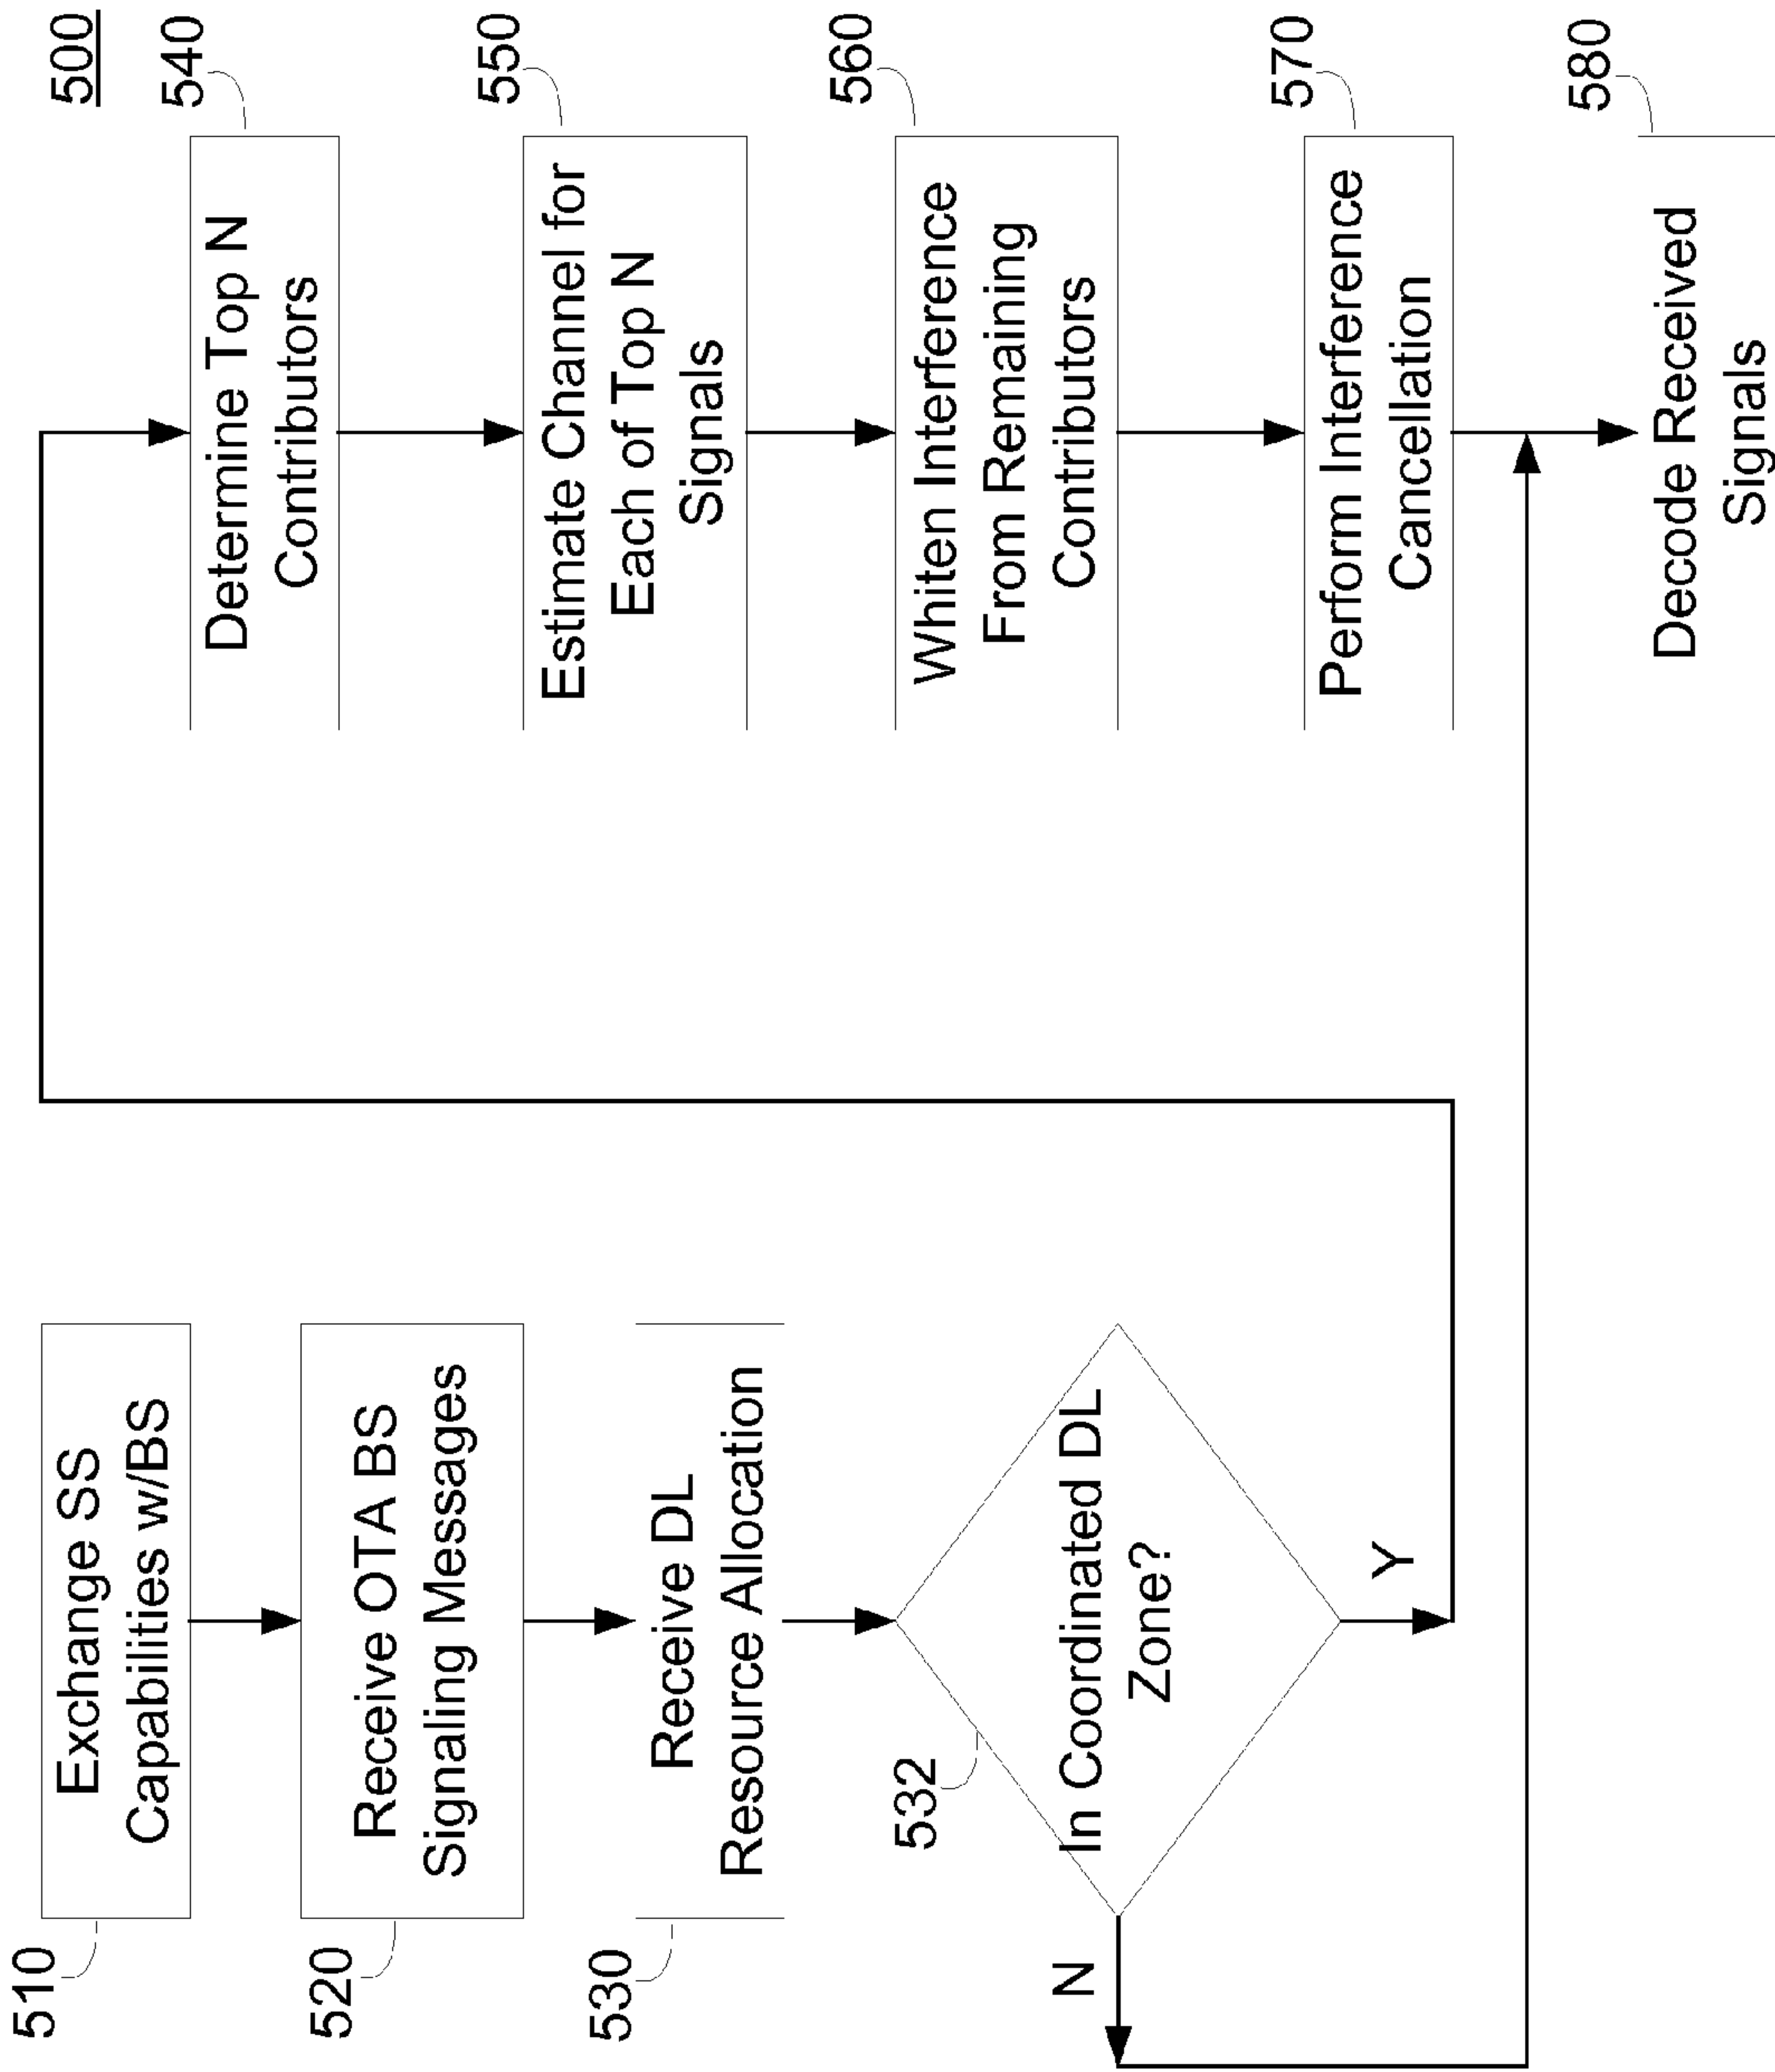 500
510
Exchange SS
Capabilities w/BS
520
Receive OTA BS
Signaling Messages
530
Receive DL
Resource Allocation
532
In Coordinated DL
Zone?
N
Y
540
Determine Top N
Contributors
550
Estimate Channel for
Each of Top N
Signals
560
Whiten Interference
From Remaining
Contributors
570
Perform Interference
Cancellation
580
Decode Received
Signals